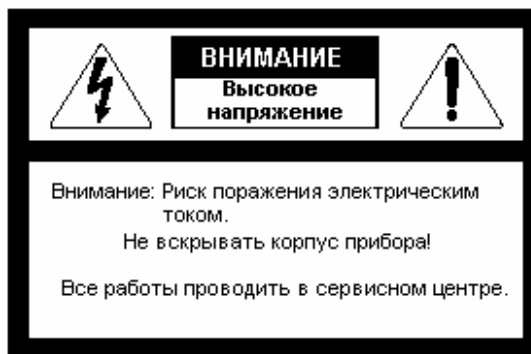 ВНИМАНИЕ
Высокое
напряжение
Внимание: Риск поражения электрическим
током.
Не вскрывать корпус прибора!
Все работы проводить в сервисном центре.